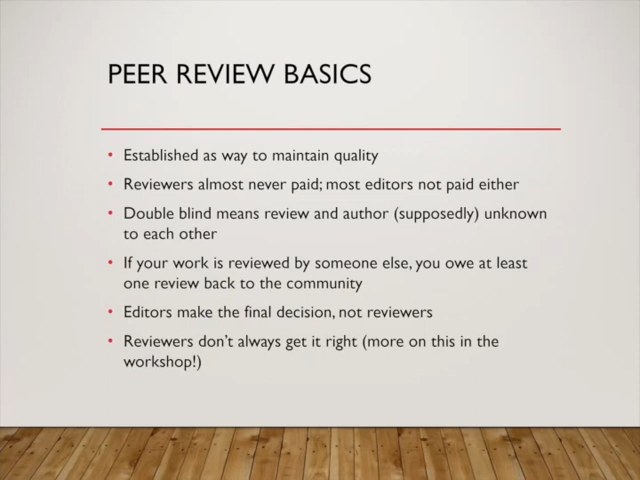 PEER REVIEW BASICS
• Established as way to maintain quality
• Reviewers almost never paid; most editors not paid either
• Double blind means review and author (supposedly) unknown
to each other
• If your work is reviewed by someone else, you owe at least
one review back to the community
• Editors make the final decision, not reviewers
• Reviewers don't always get it right (more on this in the
workshop!)